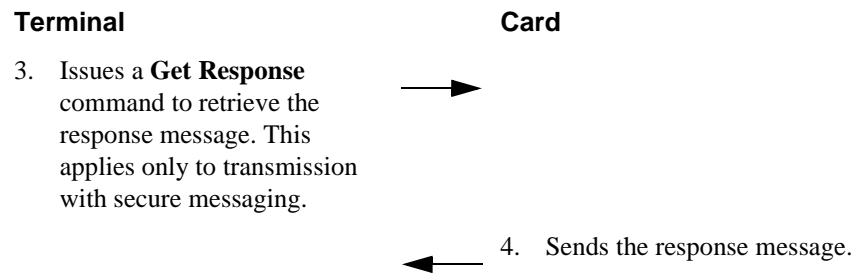 Terminal Card
3. Issues a Get Response
command to retrieve the
response message. This
applies only to transmission
with secure messaging.
4. Sends the response message.